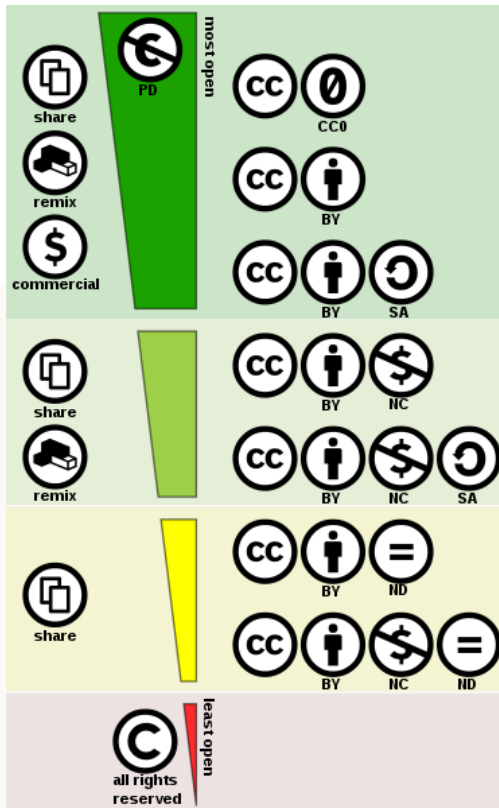 most open
PD
share
remix
commercial
CC 0
CC0
CC
BY
CC
BY SA
share
remix
CC $
BY NC
CC $
BY NC SA
share
CC =
BY ND
CC $ =
BY NC ND
least open
C
all rights
reserved